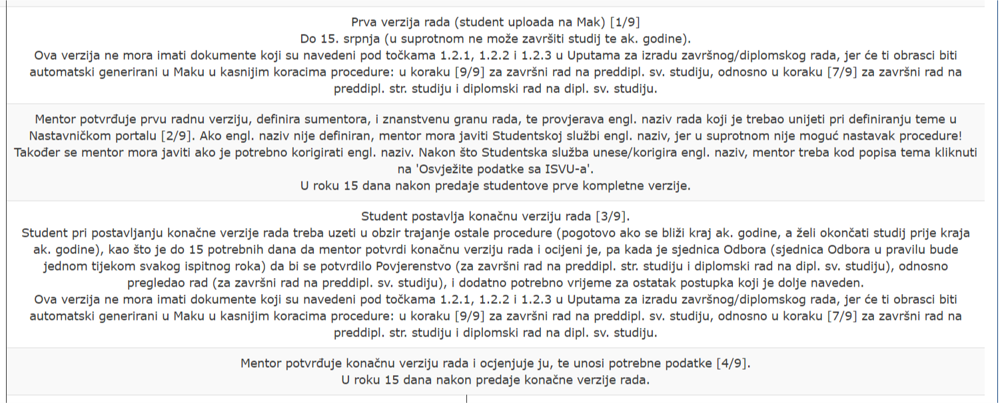 Prva verzija rada (student uploada na Mak) [1/9]
Do 15. srpnja (u suprotnom ne može završiti studij te ak. godine).
Ova verzija ne mora imati dokumente koji su navedeni pod točkama 1.2.1, 1.2.2 i 1.2.3 u Uputama za izradu završnog/diplomskog rada, jer će ti obrasci biti
automatski generirani u Maku u kasnijim koracima procedure: u koraku [9/9] za završni rad na preddipl. sv. studiju, odnosno u koraku [7/9] za završni rad na
preddipl. str. studiju i diplomski rad na dipl. sv. studiju.
Mentor potvrđuje prvu radnu verziju, definira sumentora, i znanstvenu granu rada, te provjerava engl. naziv rada koji je trebao unijeti pri definiranju teme u
Nastavničkom portalu [2/9]. Ako engl. naziv nije definiran, mentor mora javiti Studentskoj službi engl. naziv, jer u suprotnom nije moguć nastavak procedure!
Također se mentor mora javiti ako je potrebno korigirati engl. naziv. Nakon što Studentska služba unese/korigira engl. naziv, mentor treba kod popisa tema kliknuti
na 'Osvježite podatke sa ISVU-a'.
U roku 15 dana nakon predaje studentove prve kompletne verzije.
Student postavlja konačnu verziju rada [3/9].
Student pri postavljanju konačne verzije rada treba uzeti u obzir trajanje ostale procedure (pogotovo ako se bliži kraj ak. godine, a želi okončati studij prije kraja
ak. godine), kao što je do 15 potrebnih dana da mentor potvrdi konačnu verziju rada i ocijeni je, pa kada je sjednica Odbora (sjednica Odbora u pravilu bude
jednom tijekom svakog ispitnog roka) da bi se potvrdilo Povjerenstvo (za završni rad na preddipl. str. studiju i diplomski rad na dipl. sv. studiju), odnosno
pregledao rad (za završni rad na preddipl. sv. studiju), i dodatno potrebno vrijeme za ostatak postupka koji je dolje naveden.
Ova verzija ne mora imati dokumente koji su navedeni pod točkama 1.2.1, 1.2.2 i 1.2.3 u Uputama za izradu završnog/diplomskog rada, jer će ti obrasci biti
automatski generirani u Maku u kasnijim koracima procedure: u koraku [9/9] za završni rad na preddipl. sv. studiju, odnosno u koraku [7/9] za završni rad na
preddipl. str. studiju i diplomski rad na dipl. sv. studiju.
Mentor potvrđuje konačnu verziju rada i ocjenjuje ju, te unosi potrebne podatke [4/9].
U roku 15 dana nakon predaje konačne verzije rada.